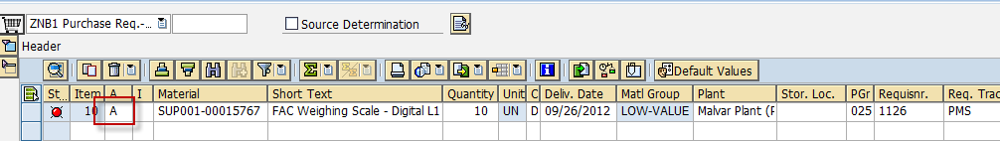 ZNB1 Purchase Req.-... Source Determination
Header
Default Values
St... Item A I Material Short Text Quantity Unit C Deliv. Date Matl Group Plant Stor. Loc. PGr Requisnr. Req. Trac
10 A SUP001-00015767 FAC Weighing Scale - Digital L1 10 UN D 09/26/2012 LOW-VALUE Malvar Plant (F 025 1126 PMS